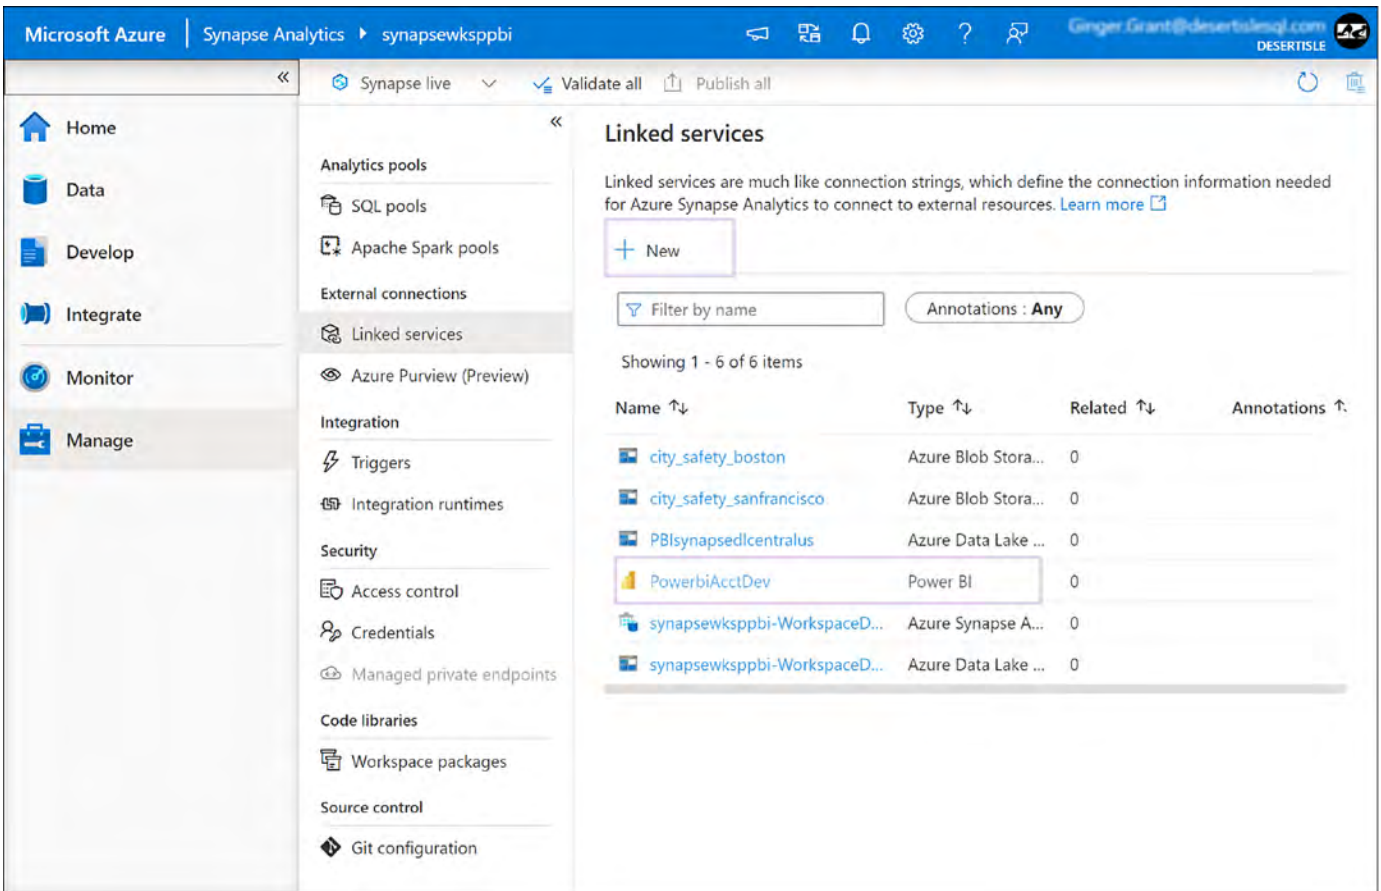 Microsoft Azure | Synapse Analytics ▸ synapsewksppbi
Ginger.Grant@desertislesql.com
DESERTISLE
«
Synapse live
Validate all
Publish all
Home
Data
Develop
Integrate
Monitor
Manage
«
Analytics pools
SQL pools
Apache Spark pools
External connections
Linked services
Azure Purview (Preview)
Integration
Triggers
Integration runtimes
Security
Access control
Credentials
Managed private endpoints
Code libraries
Workspace packages
Source control
Git configuration
Linked services
Linked services are much like connection strings, which define the connection information needed
for Azure Synapse Analytics to connect to external resources. Learn more
+ New
Filter by name
Annotations : Any
Showing 1 - 6 of 6 items
Name ↑↓ Type ↑↓ Related ↑↓ Annotations ↑
city_safety_boston Azure Blob Stora... 0
city_safety_sanfrancisco Azure Blob Stora... 0
PBIsynapsedlcentralus Azure Data Lake ... 0
PowerbiAcctDev Power BI 0
synapsewksppbi-WorkspaceD... Azure Synapse A... 0
synapsewksppbi-WorkspaceD... Azure Data Lake ... 0